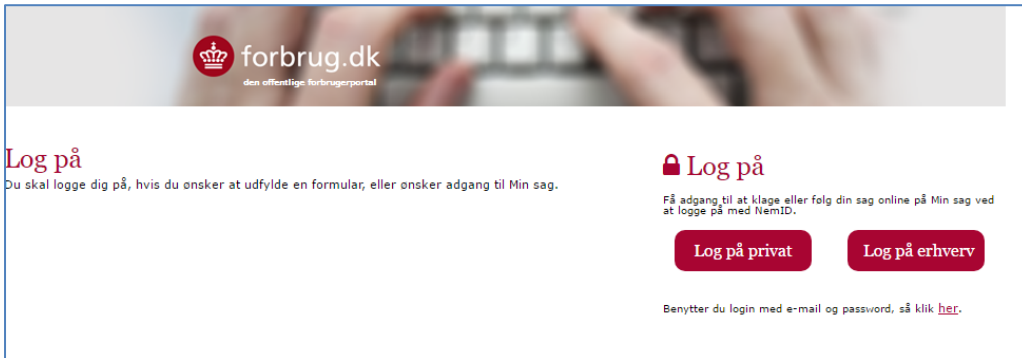 forbrug.dk
den offentlige forbrugerportal
Log på
Du skal logge dig på, hvis du ønsker at udfylde en formular, eller ønsker adgang til Min sag.
Log på
Få adgang til at klage eller følg din sag online på Min sag ved
at logge på med NemID.
Log på privat
Log på erhverv
Benytter du login med e-mail og password, så klik her.